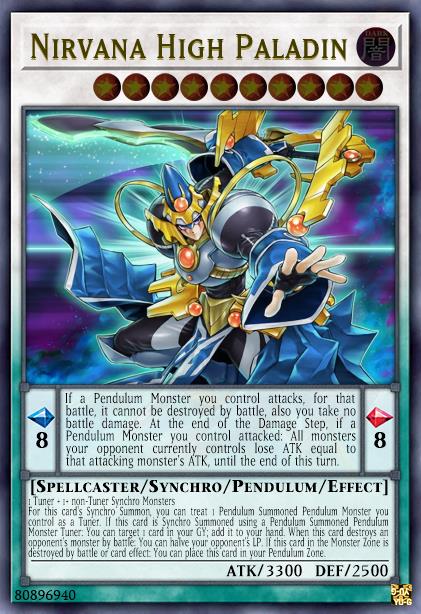 NIRVANA HIGH PALADIN
DARK
闇
If a Pendulum Monster you control attacks, for that
battle, it cannot be destroyed by battle, also you take no
battle damage. At the end of the Damage Step, if a
Pendulum Monster you controlled attacked: All monsters
your opponent currently controls lose ATK equal to
that attacking monster's ATK, until the end of this turn.
8
8
[SPELLCASTER/SYNCHRO/PENDULUM/EFFECT]
1 Tuner + 1+ non-Tuner Synchro Monsters
For this card's Synchro Summon, you can treat 1 Pendulum Summoned Pendulum Monster you
control as a Tuner. If this card is Synchro Summoned using a Pendulum Summoned Pendulum
Monster Tuner: You can target 1 card in your GY; add it to your hand. When this card destroys an
opponent's monster by battle: You can halve your opponent's LP. If this card in the Monster Zone is
destroyed by battle or card effect: You can place this card in your Pendulum Zone.
ATK/3300 DEF/2500
80896940